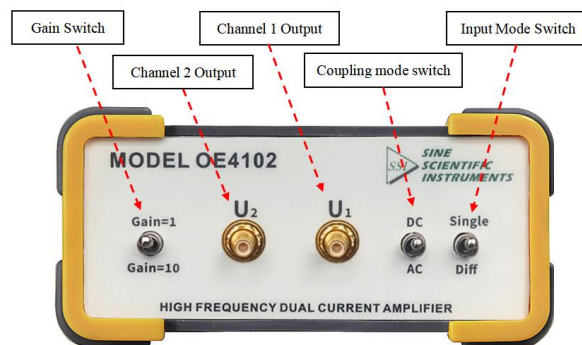 Gain Switch
Channel 1 Output
Input Mode Switch
Channel 2 Output
Coupling mode switch
MODEL OE4102
SSI
SINE
SCIENTIFIC
INSTRUMENTS
U2
U1
Gain=1
DC
Single
Gain=10
AC
Diff
HIGH FREQUENCY DUAL CURRENT AMPLIFIER